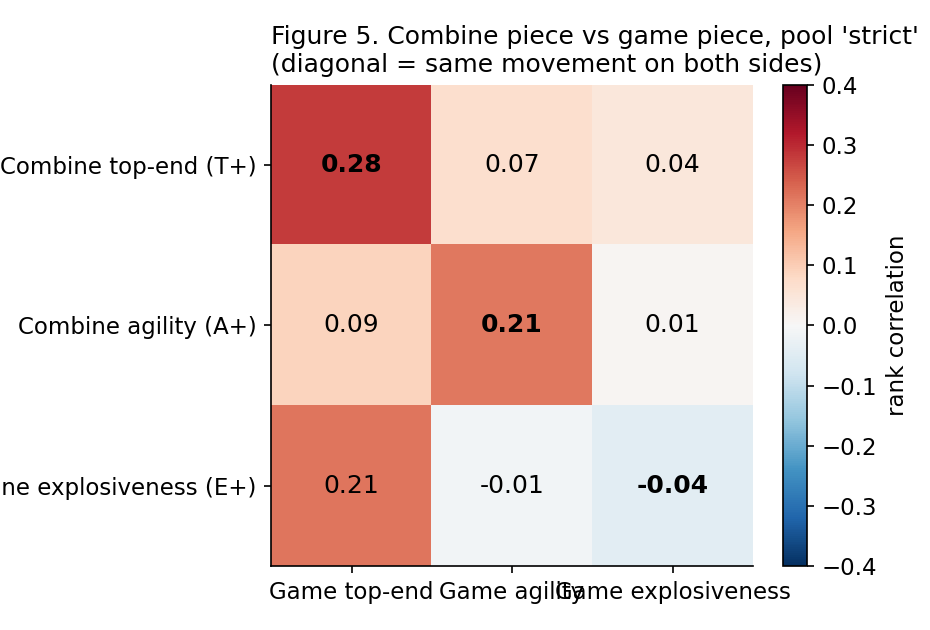 Figure 5. Combine piece vs game piece, pool 'strict'
(diagonal = same movement on both sides)
Combine top-end (T+)
0.28
0.07
0.04
Combine agility (A+)
0.09
0.21
0.01
ne explosiveness (E+)
0.21
-0.01
-0.04
Game top-end
Game agility
Game explosiveness
0.4
0.3
0.2
0.1
0.0
−0.1
−0.2
−0.3
−0.4
rank correlation